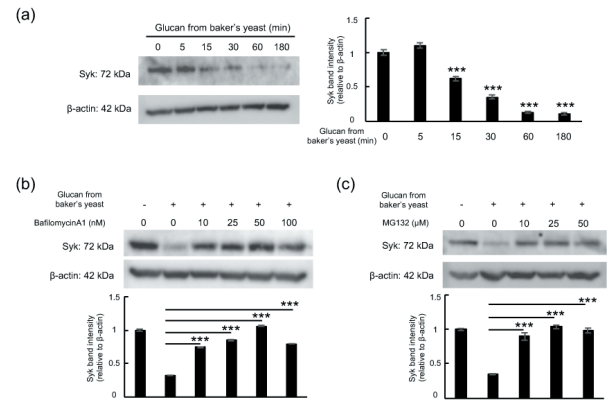 (a)
Glucan from baker's yeast (min)
0 5 15 30 60 180
Syk: 72 kDa
β-actin: 42 kDa
Syk band intensity
(relative to β-actin)
1.5
1
0.5
0
*** *** *** ***
Glucan from
baker's yeast (min)
0 5 15 30 60 180
(b)
Glucan from
baker's yeast
- + + + + +
BafilomycinA1 (nM)
0 0 10 25 50 100
Syk: 72 kDa
β-actin: 42 kDa
Syk band intensity
(relative to β-actin)
1.5
1
0.5
0
***
***
***
***
(c)
Glucan from
baker's yeast
- + + + +
MG132 (μM)
0 0 10 25 50
Syk: 72 kDa
β-actin: 42 kDa
Syk band intensity
(relative to β-actin)
1.5
1
0.5
0
***
***
***